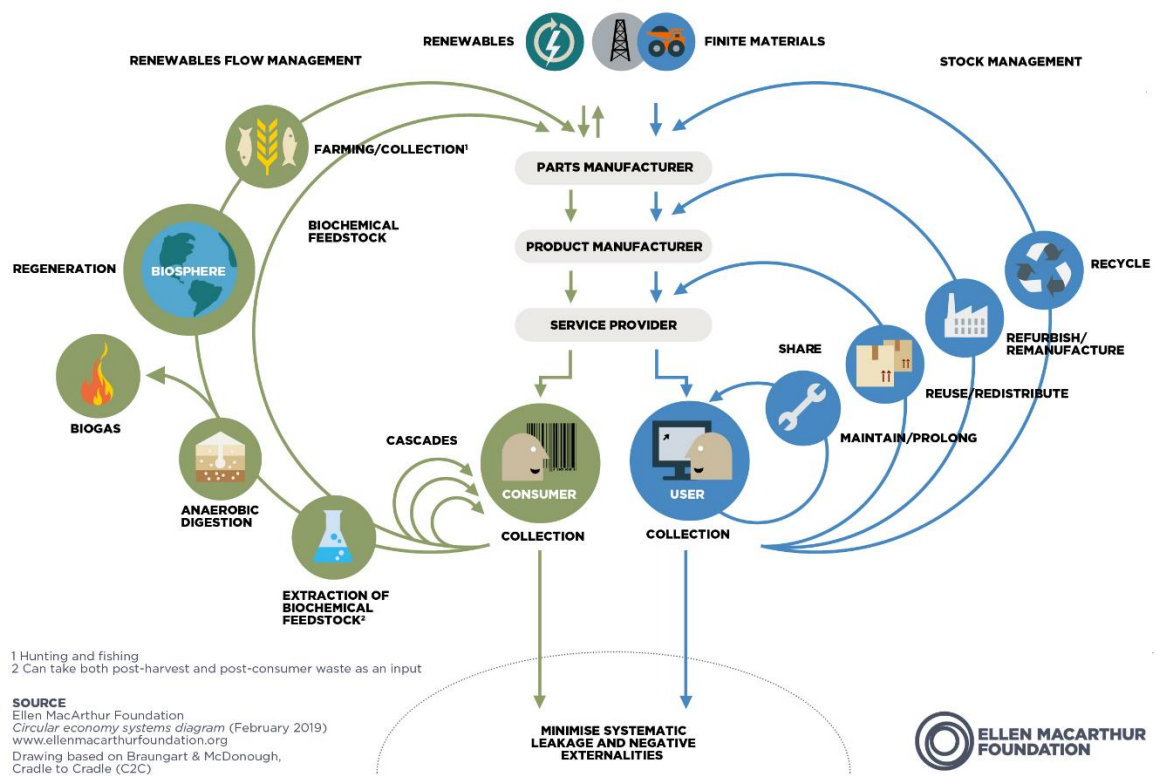 RENEWABLES
FINITE MATERIALS
RENEWABLES FLOW MANAGEMENT
STOCK MANAGEMENT
FARMING/COLLECTION¹
PARTS MANUFACTURER
BIOCHEMICAL
FEEDSTOCK
PRODUCT MANUFACTURER
REGENERATION
BIOSPHERE
RECYCLE
SERVICE PROVIDER
SHARE
REFURBISH/
REMANUFACTURE
REUSE/REDISTRIBUTE
BIOGAS
CASCADES
MAINTAIN/PROLONG
CONSUMER
USER
ANAEROBIC
DIGESTION
COLLECTION
COLLECTION
EXTRACTION OF
BIOCHEMICAL
FEEDSTOCK²
1 Hunting and fishing
2 Can take both post-harvest and post-consumer waste as an input
SOURCE
Ellen MacArthur Foundation
Circular economy systems diagram (February 2019)
www.ellenmacarthurfoundation.org
Drawing based on Braungart & McDonough,
Cradle to Cradle (C2C)
MINIMISE SYSTEMATIC
LEAKAGE AND NEGATIVE
EXTERNALITIES
ELLEN MACARTHUR
FOUNDATION